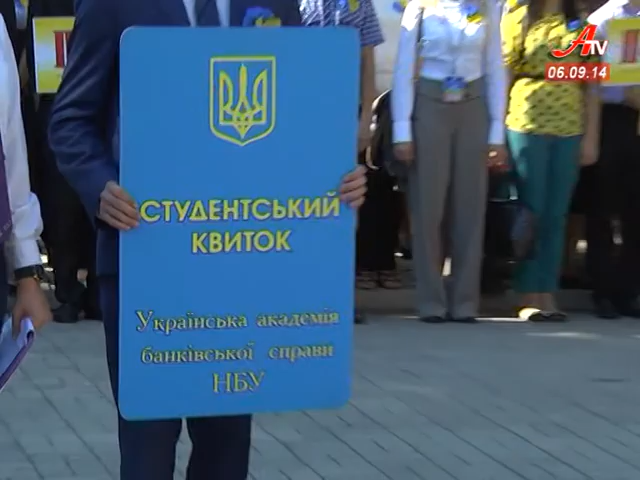 ATV
06.09.14
СТУДЕНТСЬКИЙ
КВИТОК
Українська академія
банківської справи
НБУ